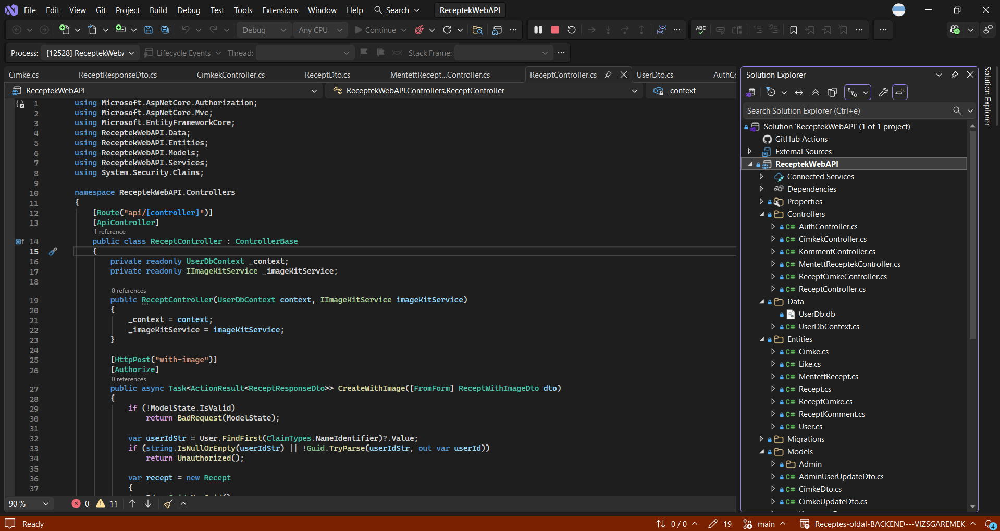 File Edit View Git Project Build Debug Test Tools Extensions Window Help Search ReceptekWebAPI
Debug Any CPU Continue
Process: [12528] ReceptekWeb Lifecycle Events Thread: Stack Frame:
Cimke.cs ReceptResponseDto.cs CimkekController.cs ReceptDto.cs MentettRecept...Controller.cs ReceptController.cs UserDto.cs AuthCo
ReceptekWebAPI ReceptekWebAPI.Controllers.ReceptController _context
1 using Microsoft.AspNetCore.Authorization;
2 using Microsoft.AspNetCore.Mvc;
3 using Microsoft.EntityFrameworkCore;
4 using ReceptekWebAPI.Data;
5 using ReceptekWebAPI.Entities;
6 using ReceptekWebAPI.Models;
7 using ReceptekWebAPI.Services;
8 using System.Security.Claims;
9
10 namespace ReceptekWebAPI.Controllers
11 {
12 [Route("api/[controller]")]
13 [ApiController]
1 reference
14 public class ReceptController : ControllerBase
15 {
16 private readonly UserDbContext _context;
17 private readonly IImageKitService _imageKitService;
18
0 references
19 public ReceptController(UserDbContext context, IImageKitService imageKitService)
20 {
21 _context = context;
22 _imageKitService = imageKitService;
23 }
24
25 [HttpPost("with-image")]
26 [Authorize]
0 references
27 public async Task<ActionResult<ReceptResponseDto>> CreateWithImage([FromForm] ReceptWithImageDto dto)
28 {
29 if (!ModelState.IsValid)
30 return BadRequest(ModelState);
31
32 var userIdStr = User.FindFirst(ClaimTypes.NameIdentifier)?.Value;
33 if (string.IsNullOrEmpty(userIdStr) || !Guid.TryParse(userIdStr, out var userId))
34 return Unauthorized();
35
36 var recept = new Recept
37 {
90 % 0 11
Solution Explorer
Search Solution Explorer (Ctrl+é)
Solution 'ReceptekWebAPI' (1 of 1 project)
GitHub Actions
External Sources
ReceptekWebAPI
Connected Services
Dependencies
Properties
Controllers
C# AuthController.cs
C# CimkekController.cs
C# KommentController.cs
C# MentettReceptekController.cs
C# ReceptCimkeController.cs
C# ReceptController.cs
Data
UserDb.db
C# UserDbContext.cs
Entities
C# Cimke.cs
C# Like.cs
C# MentettRecept.cs
C# Recept.cs
C# ReceptCimke.cs
C# ReceptKomment.cs
C# User.cs
Migrations
Models
Admin
C# AdminUserUpdateDto.cs
C# CimkeDto.cs
C# CimkeUpdateDto.cs
Solution Explorer
Ready 0 / 0 19 main Receptes-oldal-BACKEND---VIZSGAREMEK 4